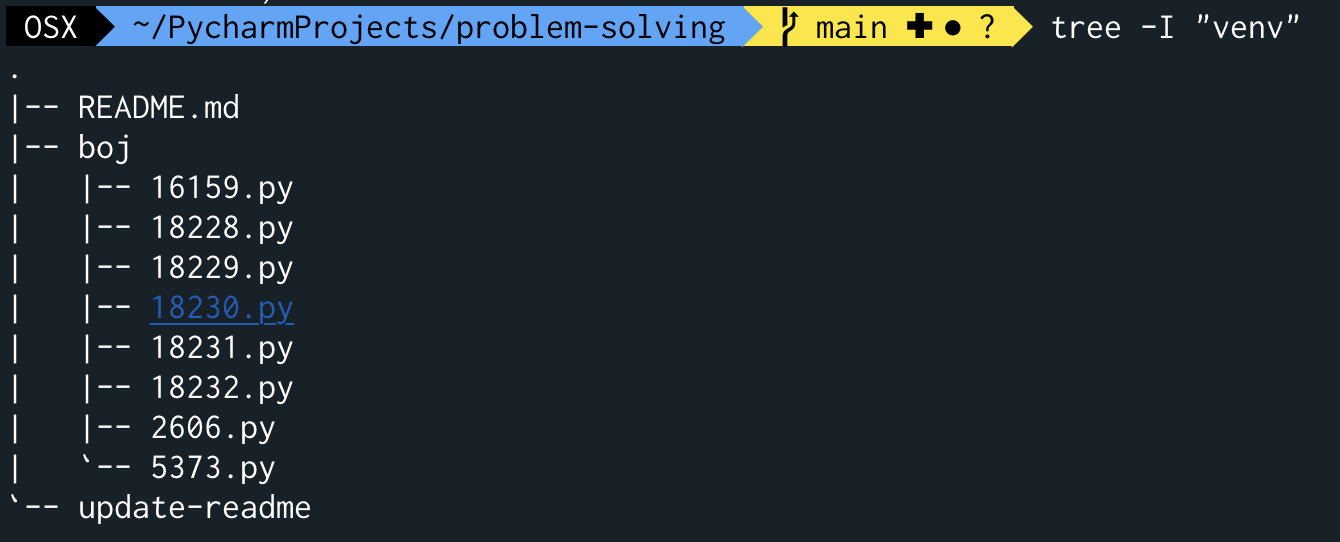 OSX ~/PycharmProjects/problem-solving main ✚ ● ? tree -I "venv"
.
|-- README.md
|-- boj
|   |-- 16159.py
|   |-- 18228.py
|   |-- 18229.py
|   |-- 18230.py
|   |-- 18231.py
|   |-- 18232.py
|   |-- 2606.py
|   `-- 5373.py
`-- update-readme